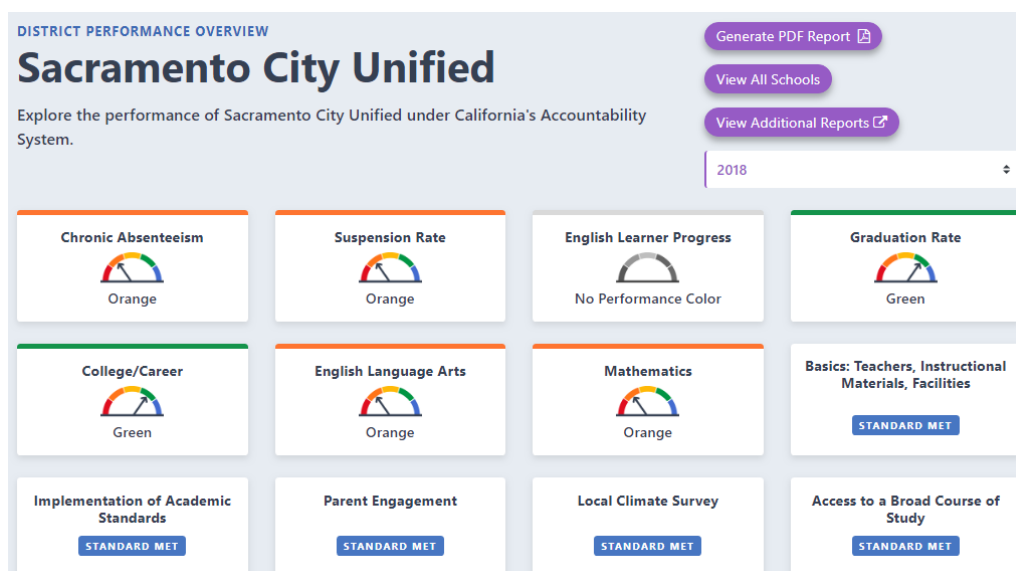 DISTRICT PERFORMANCE OVERVIEW
Sacramento City Unified
Explore the performance of Sacramento City Unified under California's Accountability
System.
Generate PDF Report
View All Schools
View Additional Reports
2018
Chronic Absenteeism
Orange
Suspension Rate
Orange
English Learner Progress
No Performance Color
Graduation Rate
Green
College/Career
Green
English Language Arts
Orange
Mathematics
Orange
Basics: Teachers, Instructional
Materials, Facilities
STANDARD MET
Implementation of Academic
Standards
STANDARD MET
Parent Engagement
STANDARD MET
Local Climate Survey
STANDARD MET
Access to a Broad Course of
Study
STANDARD MET